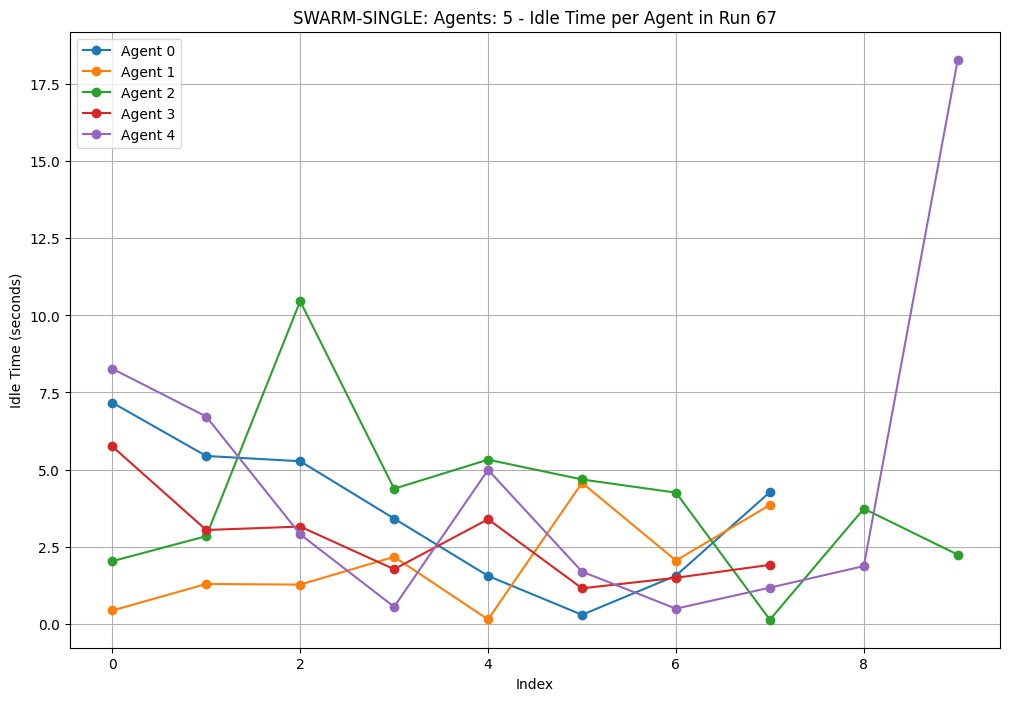 SWARM-SINGLE: Agents: 5 - Idle Time per Agent in Run 67
Agent 0
Agent 1
Agent 2
Agent 3
Agent 4
Idle Time (seconds)
17.5
15.0
12.5
10.0
7.5
5.0
2.5
0.0
0 2 4 6 8
Index